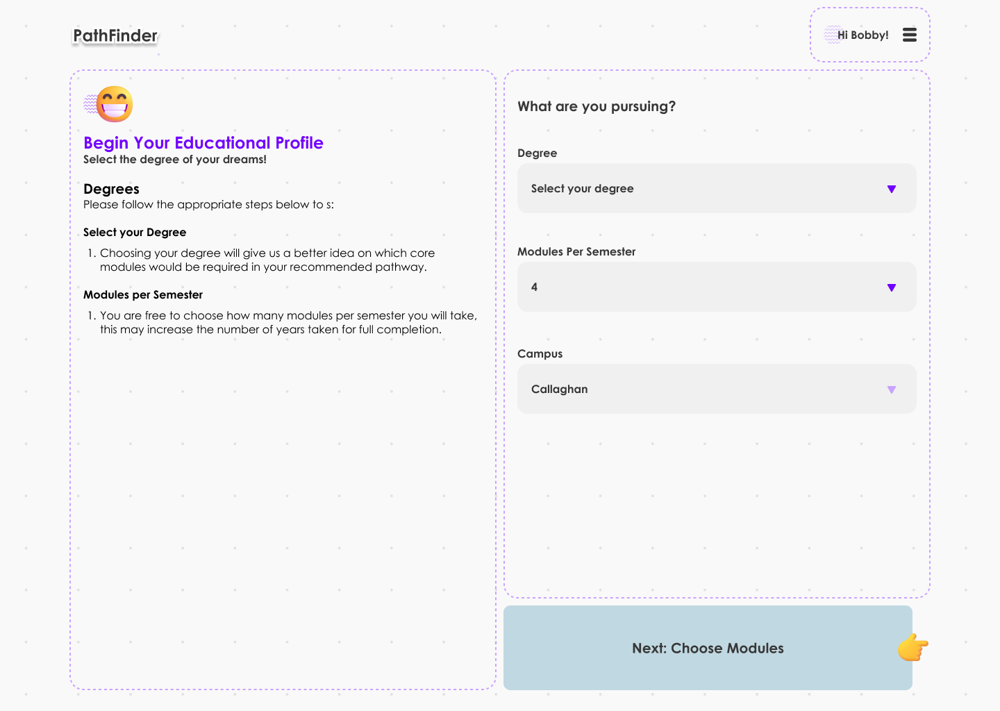 PathFinder
Hi Bobby!
Begin Your Educational Profile
Select the degree of your dreams!
Degrees
Please follow the appropriate steps below to s:
Select your Degree
1. Choosing your degree will give us a better idea on which core
modules would be required in your recommended pathway.
Modules per Semester
1. You are free to choose how many modules per semester you will take,
this may increase the number of years taken for full completion.
What are you pursuing?
Degree
Select your degree
Modules Per Semester
4
Campus
Callaghan
Next: Choose Modules